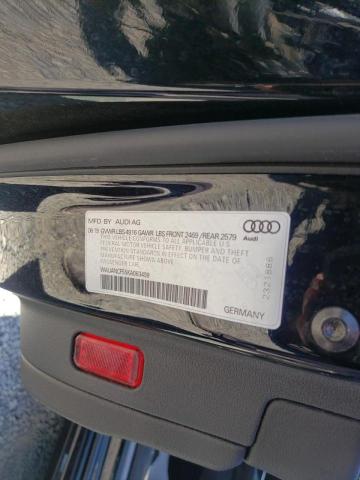 MFD BY AUDI AG
08 19 GVWR LBS 4916 GAWR LBS FRONT 2469 / REAR 2579
THIS VEHICLE CONFORMS TO ALL APPLICABLE U.S.
FEDERAL MOTOR VEHICLE SAFETY, BUMPER AND THEFT
PREVENTION STANDARDS IN EFFECT ON THE DATE OF
MANUFACTURE SHOWN ABOVE.
PASSENGER CAR.
Audi
2321886
GERMANY